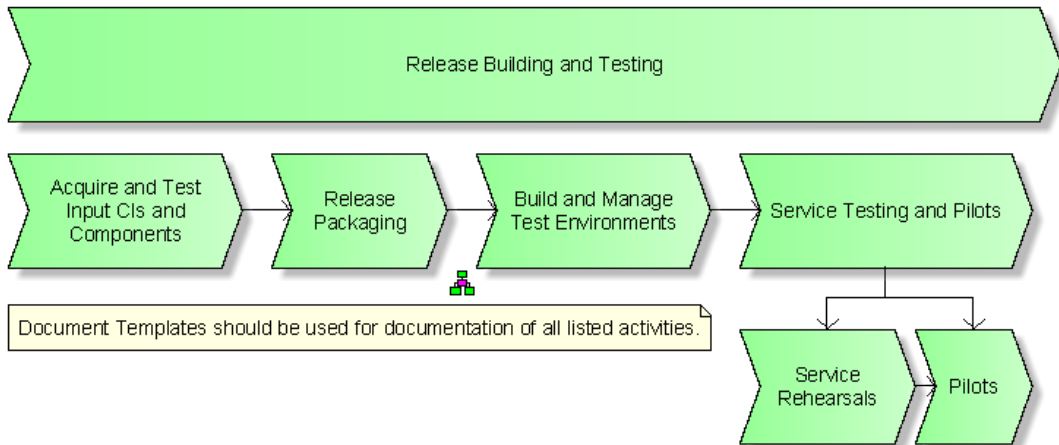 Release Building and Testing
Acquire and Test
Input CIs and
Components
Release
Packaging
Build and Manage
Test Environments
Service Testing and Pilots
Document Templates should be used for documentation of all listed activities.
Service
Rehearsals
Pilots